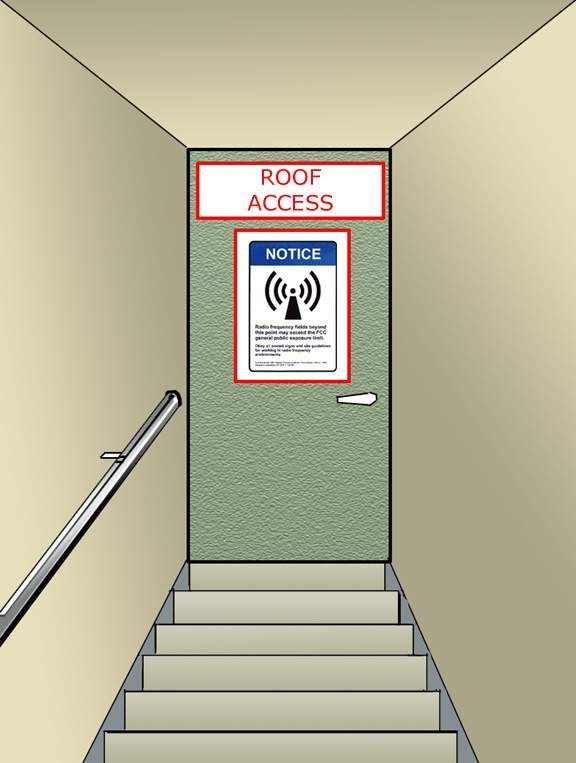 ROOF
ACCESS
NOTICE
Radio frequency fields beyond
this point may exceed the FCC
general public exposure limit.
Obey all posted signs and site guidelines
for working in radio frequency
environments.